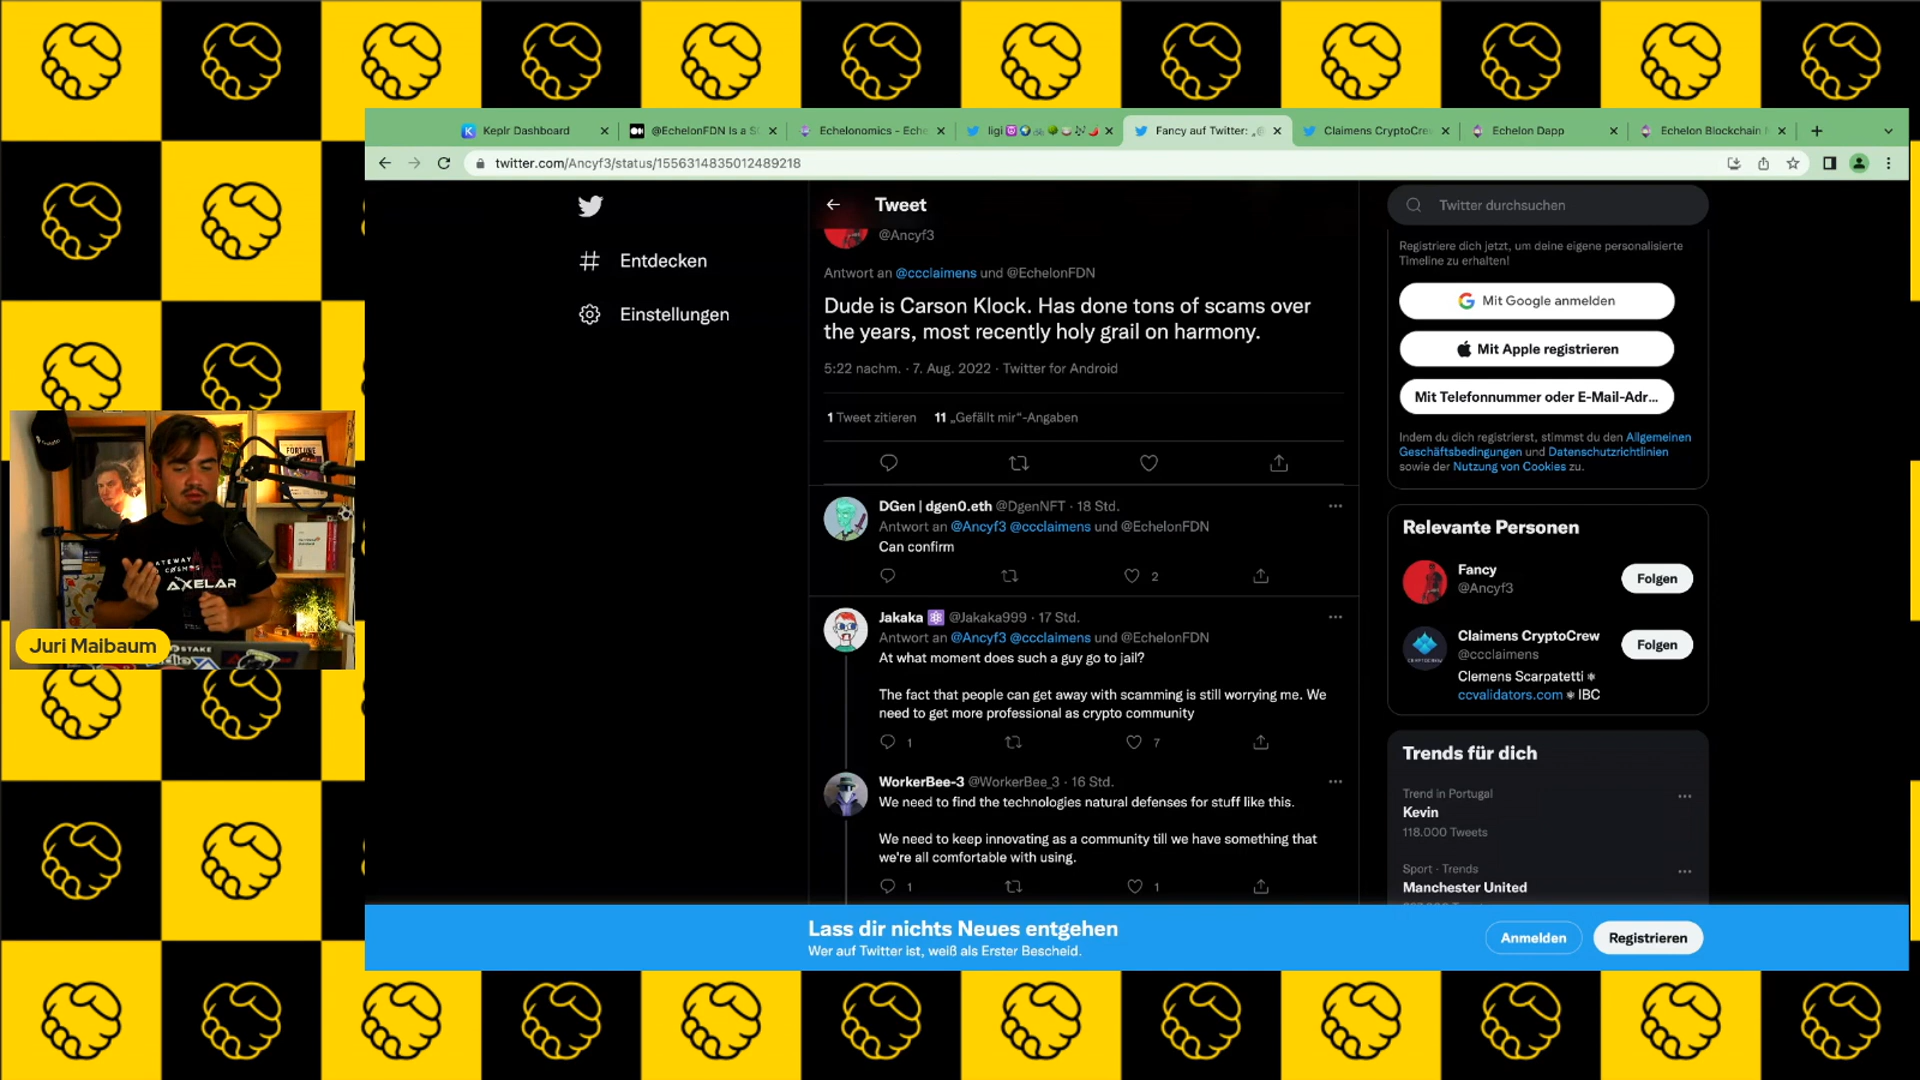 Keplr Dashboard
@EchelonFDN Is a S
Echelonomics - Eche
ligi
Fancy auf Twitter: „@
Claimens CryptoCrew
Echelon Dapp
Echelon Blockchain
twitter.com/Ancyf3/status/1556314835012489218
Entdecken
Einstellungen
Tweet
@Ancyf3
Antwort an @ccclaimens und @EchelonFDN
Dude is Carson Klock. Has done tons of scams over
the years, most recently holy grail on harmony.
5:22 nachm. · 7. Aug. 2022 · Twitter for Android
1 Tweet zitieren 11 „Gefällt mir“-Angaben
DGen | dgen0.eth @DgenNFT · 18 Std.
Antwort an @Ancyf3 @ccclaimens und @EchelonFDN
Can confirm
2
Jakaka @Jakaka999 · 17 Std.
Antwort an @Ancyf3 @ccclaimens und @EchelonFDN
At what moment does such a guy go to jail?
The fact that people can get away with scamming is still worrying me. We
need to get more professional as crypto community
1 7
WorkerBee-3 @WorkerBee_3 · 16 Std.
We need to find the technologies natural defenses for stuff like this.
We need to keep innovating as a community till we have something that
we're all comfortable with using.
1 1
Twitter durchsuchen
Registriere dich jetzt, um deine eigene personalisierte
Timeline zu erhalten!
Mit Google anmelden
Mit Apple registrieren
Mit Telefonnummer oder E-Mail-Adr...
Indem du dich registrierst, stimmst du den Allgemeinen
Geschäftsbedingungen und Datenschutzrichtlinien
sowie der Nutzung von Cookies zu.
Relevante Personen
Fancy
@Ancyf3
Folgen
Claimens CryptoCrew
@ccclaimens
Folgen
Clemens Scarpatetti
ccvalidators.com IBC
Trends für dich
Trend in Portugal
Kevin
118.000 Tweets
Sport · Trends
Manchester United
Lass dir nichts Neues entgehen
Wer auf Twitter ist, weiß als Erster Bescheid.
Anmelden
Registrieren
FORTUNE
AXELAR
STAKE
Juri Maibaum